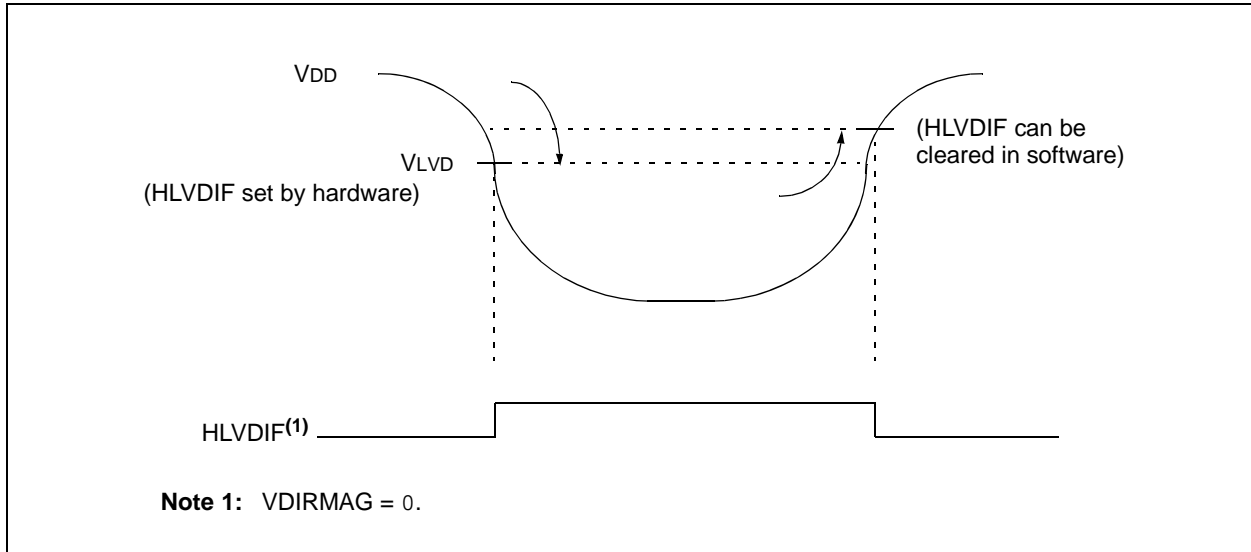 VDD
(HLVDIF can be
cleared in software)
VLVD
(HLVDIF set by hardware)
HLVDIF(1)
Note 1: VDIRMAG = 0.